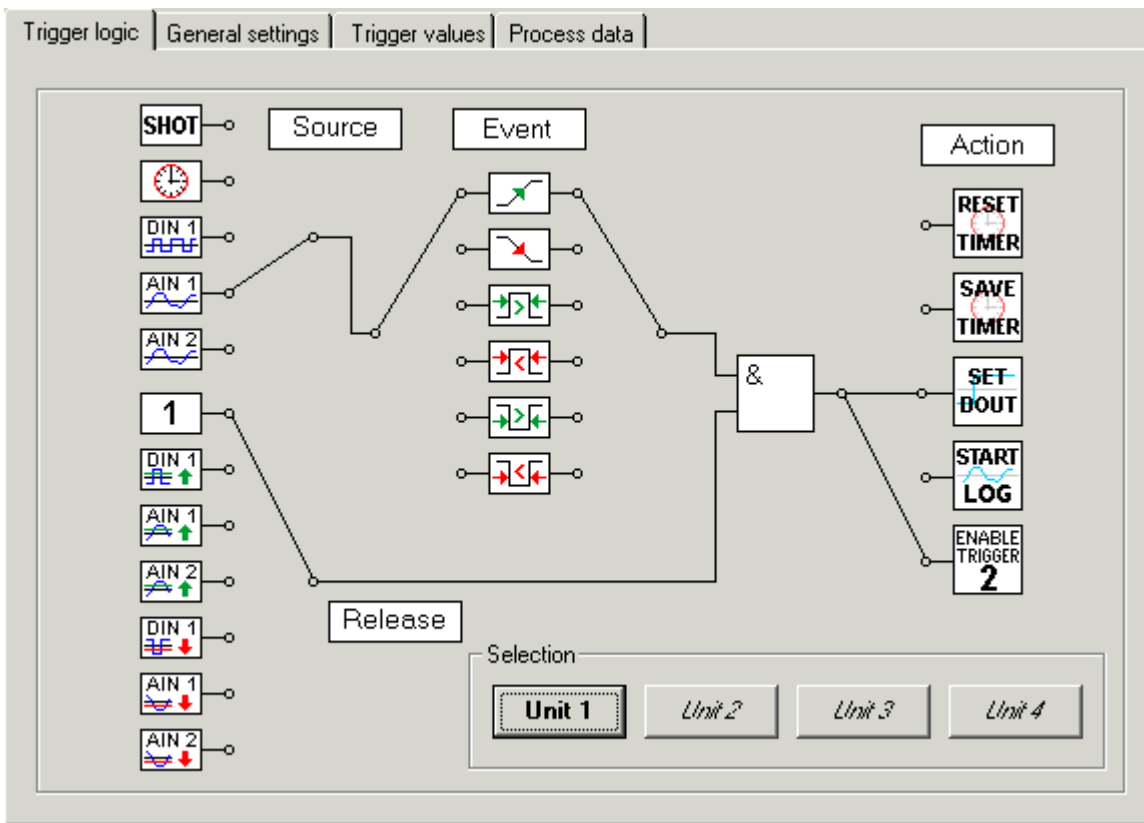 Trigger logic General settings Trigger values Process data
SHOT
Source
Event
Action
DIN 1
AIN 1
AIN 2
1
DIN 1
AIN 1
AIN 2
DIN 1
AIN 1
AIN 2
&
RESET
TIMER
SAVE
TIMER
SET
DOUT
START
LOG
ENABLE
TRIGGER
2
Release
Selection
Unit 1 Unit 2 Unit 3 Unit 4